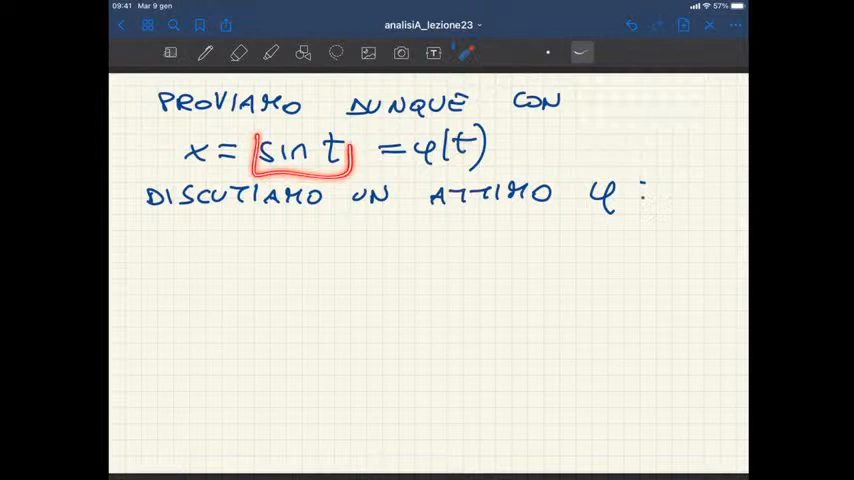 09:41 Mar 9 gen
57%
analisiA_lezione23
PROVIAMO DUNQUE CON
x = sin t = φ(t)
DISCUTIAMO UN ATTIMO φ :